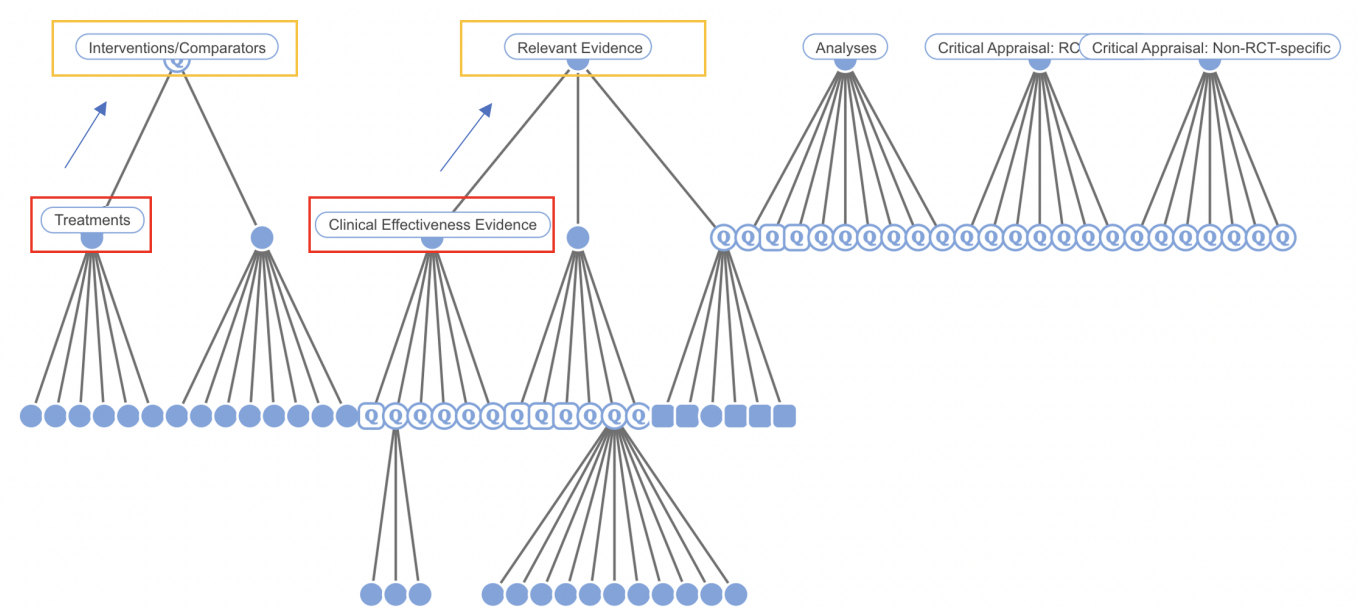 Interventions/Comparators
Relevant Evidence
Analyses
Critical Appraisal: RC
Critical Appraisal: Non-RCT-specific
Treatments
Clinical Effectiveness Evidence
Q
Q Q Q Q Q Q Q Q Q Q Q Q Q Q Q Q Q Q Q Q Q Q Q Q
Q Q Q Q Q Q Q Q Q Q Q Q